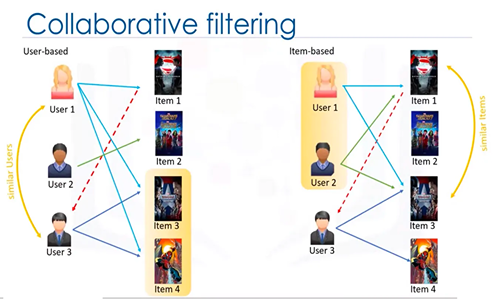 Collaborative filtering
User-based
User 1
User 2
User 3
similar Users
Item 1
Item 2
Item 3
Item 4
Item-based
User 1
User 2
User 3
Item 1
Item 2
Item 3
Item 4
similar Items